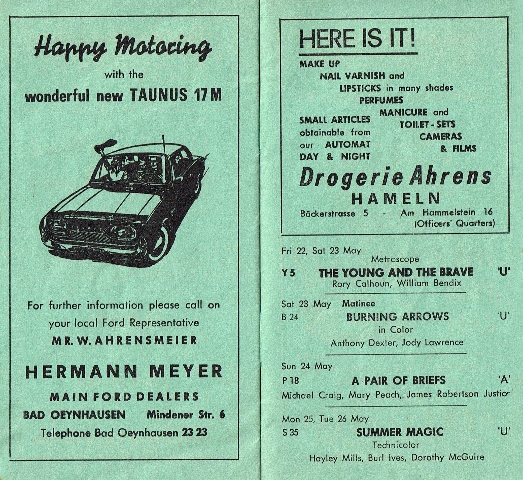 Happy Motoring
with the
wonderful new TAUNUS 17 M
For further information please call on
your local Ford Representative
MR. W. AHRENSMEIER
HERMANN MEYER
MAIN FORD DEALERS
BAD OEYNHAUSEN Mindener Str. 6
Telephone Bad Oeynhausen 23 23
HERE IS IT!
MAKE UP
NAIL VARNISH and
LIPSTICKS in many shades
PERFUMES
MANICURE and
SMALL ARTICLES TOILET-SETS
obtainable from CAMERAS
our AUTOMAT & FILMS
DAY & NIGHT
Drogerie Ahrens
HAMELN
Bäckerstrasse 5 - Am Hammelstein 16
(Officers' Quarters)
Fri 22, Sat 23 May
Metroscope
Y 5 THE YOUNG AND THE BRAVE 'U'
Rory Calhoun, William Bendix
Sat 23 May Matinee
B 24 BURNING ARROWS 'U'
in Color
Anthony Dexter, Jody Lawrence
Sun 24 May
P 18 A PAIR OF BRIEFS 'A'
Michael Craig, Mary Peach, James Robertson Justice
Mon 25, Tue 26 May
S 35 SUMMER MAGIC 'U'
Technicolor
Hayley Mills, Burl Ives, Dorothy McGuire